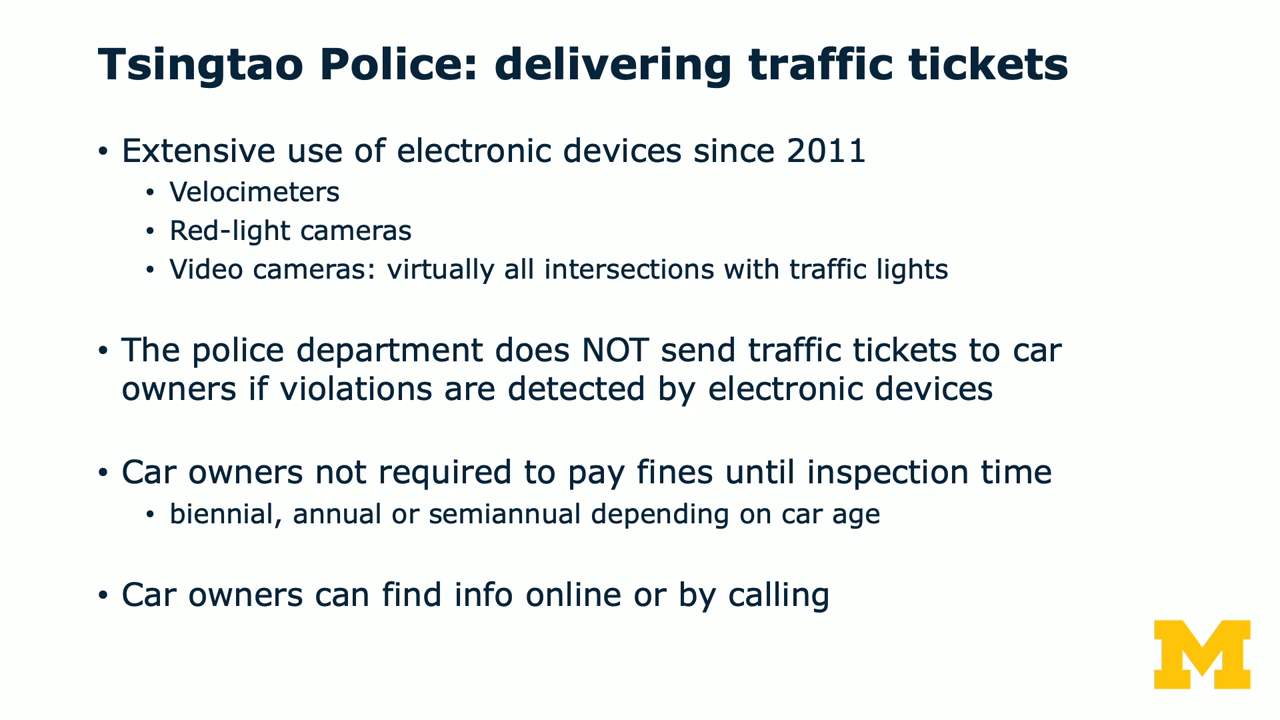 Tsingtao Police: delivering traffic tickets
• Extensive use of electronic devices since 2011
• Velocimeters
• Red-light cameras
• Video cameras: virtually all intersections with traffic lights
• The police department does NOT send traffic tickets to car
owners if violations are detected by electronic devices
• Car owners not required to pay fines until inspection time
• biennial, annual or semiannual depending on car age
• Car owners can find info online or by calling
M